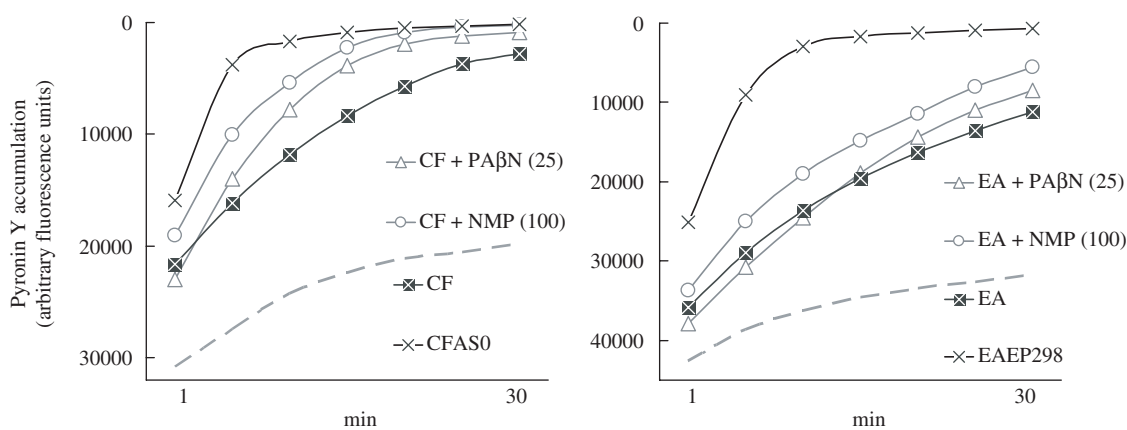 Pyronin Y accumulation
(arbitrary fluorescence units)
0
10000
20000
30000
CF + PAβN (25)
CF + NMP (100)
CF
CFAS0
1
30
min
0
10000
20000
30000
40000
EA + PAβN (25)
EA + NMP (100)
EA
EAEP298
1
30
min